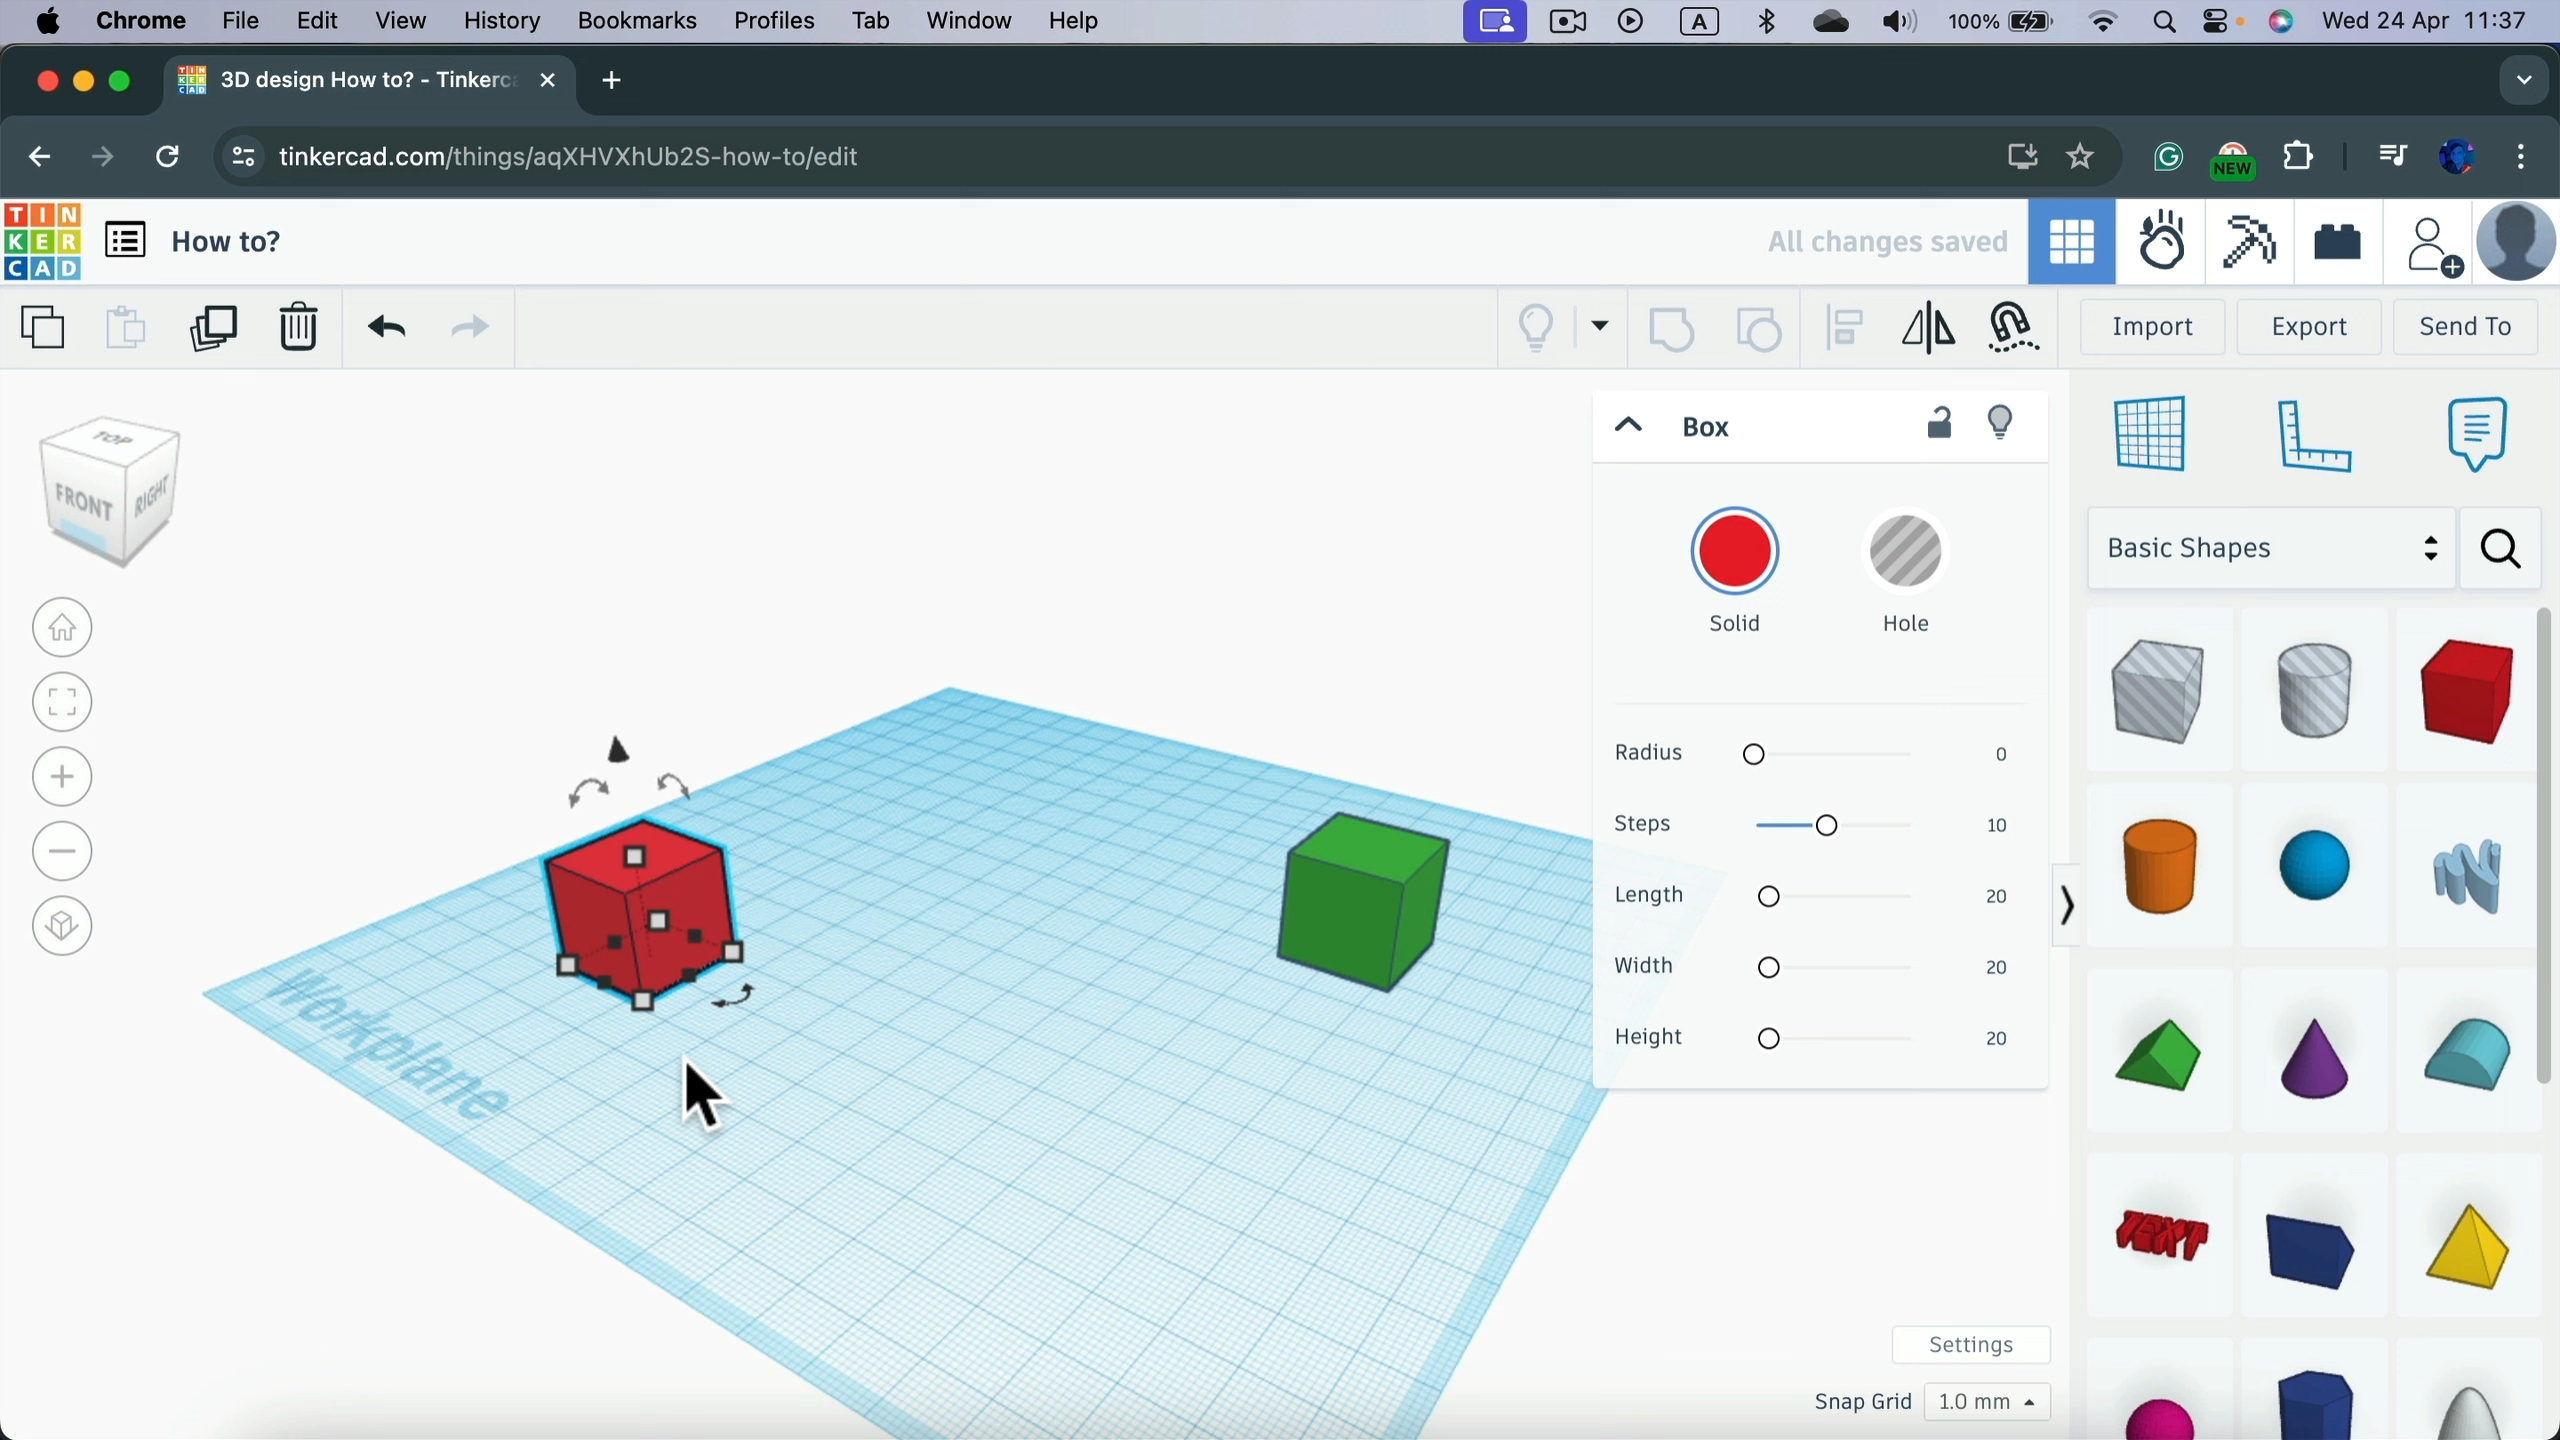 Chrome File Edit View History Bookmarks Profiles Tab Window Help A 100% Wed 24 Apr 11:37
3D design How to? - Tinkerc
tinkercad.com/things/aqXHVXhUb2S-how-to/edit
NEW
TIN
KER
CAD
How to?
All changes saved
Import Export Send To
TOP
FRONT
RIGHT
Box
Solid Hole
Radius 0
Steps 10
Length 20
Width 20
Height 20
Workplane
Settings
Snap Grid 1.0 mm
Basic Shapes
TEXT